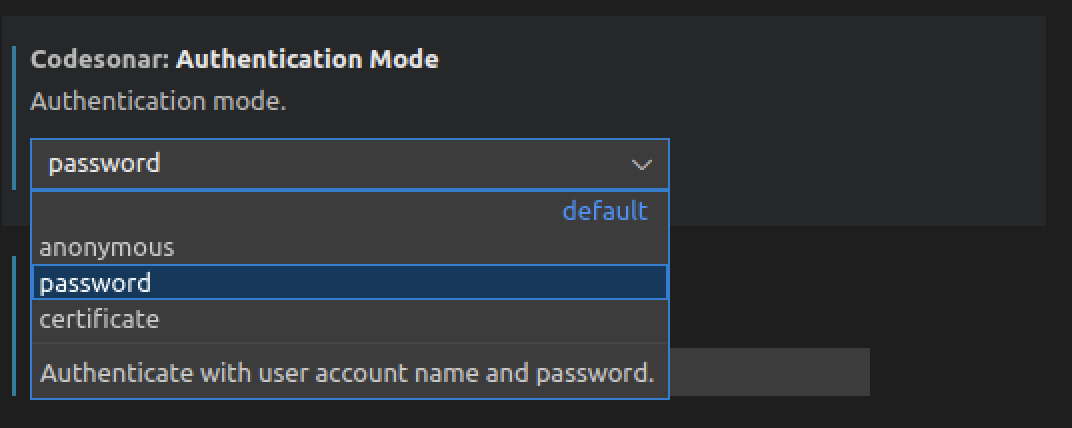 Codesonar: Authentication Mode
Authentication mode.
password
default
anonymous
password
certificate
Authenticate with user account name and password.